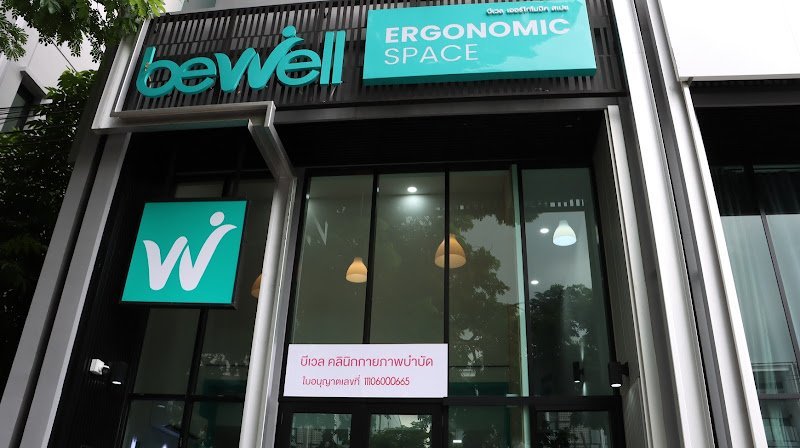 บีเวล เออร์โกโนมิค สเปซ
bewell
ERGONOMIC
SPACE
W
บีเวล คลินิกกายภาพบำบัด
ใบอนุญาตเลขที่ 11106000665